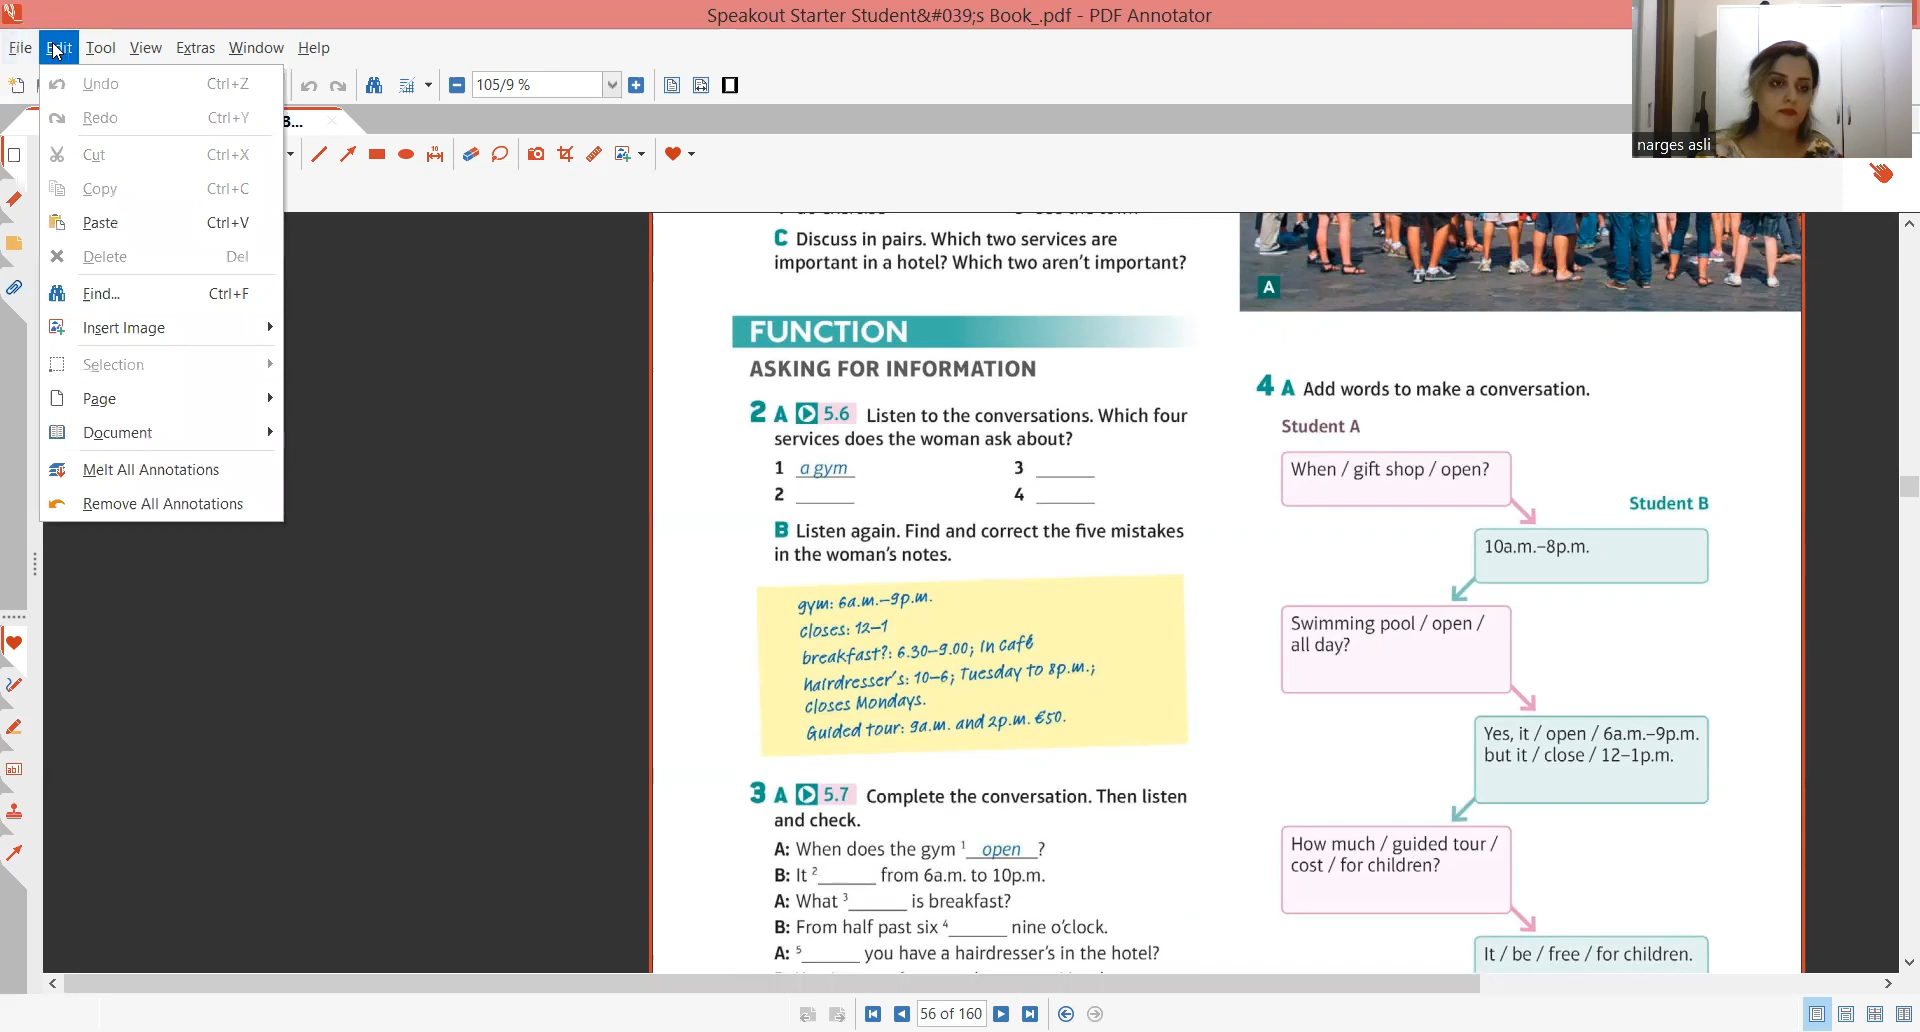 Speakout Starter Student&#039;s Book_.pdf - PDF Annotator
File Edit Tool View Extras Window Help
Undo Ctrl+Z
Redo Ctrl+Y
Cut Ctrl+X
Copy Ctrl+C
Paste Ctrl+V
Delete Del
Find... Ctrl+F
Insert Image
Selection
Page
Document
Melt All Annotations
Remove All Annotations
105/9 %
B...
narges asli
C Discuss in pairs. Which two services are
important in a hotel? Which two aren't important?
A
FUNCTION
ASKING FOR INFORMATION
2 A 5.6 Listen to the conversations. Which four
services does the woman ask about?
1 a gym 3 ______
2 ______ 4 ______
B Listen again. Find and correct the five mistakes
in the woman's notes.
gym: 6a.m.–9p.m.
closes: 12–1
breakfast?: 6.30–9.00; in café
hairdresser's: 10–6; Tuesday to 8p.m.;
closes Mondays.
Guided tour: 9a.m. and 2p.m. €50.
3 A 5.7 Complete the conversation. Then listen
and check.
A: When does the gym 1 open ?
B: It 2______ from 6a.m. to 10p.m.
A: What 3______ is breakfast?
B: From half past six 4______ nine o'clock.
A: 5______ you have a hairdresser's in the hotel?
4 A Add words to make a conversation.
Student A
When / gift shop / open?
Student B
10a.m.–8p.m.
Swimming pool / open /
all day?
Yes, it / open / 6a.m.–9p.m.
but it / close / 12–1p.m.
How much / guided tour /
cost / for children?
It / be / free / for children.
56 of 160